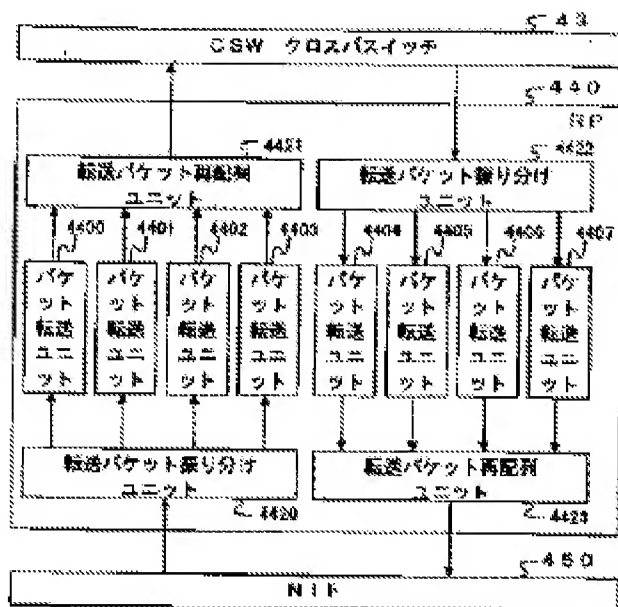 43
CSW クロスバスイッチ
440
RP
4421
4422
転送パケット再配列
ユニット
転送パケット振り分け
ユニット
4400
4401
4402
4403
4404
4405
4406
4407
パケ
ット
転送
ユニ
ット
パケ
ット
転送
ユニ
ット
パケ
ット
転送
ユニ
ット
パケ
ット
転送
ユニ
ット
パケ
ット
転送
ユニ
ット
パケ
ット
転送
ユニ
ット
パケ
ット
転送
ユニ
ット
パケ
ット
転送
ユニ
ット
転送パケット振り分け
ユニット
転送パケット再配列
ユニット
4420
4423
450
NIF